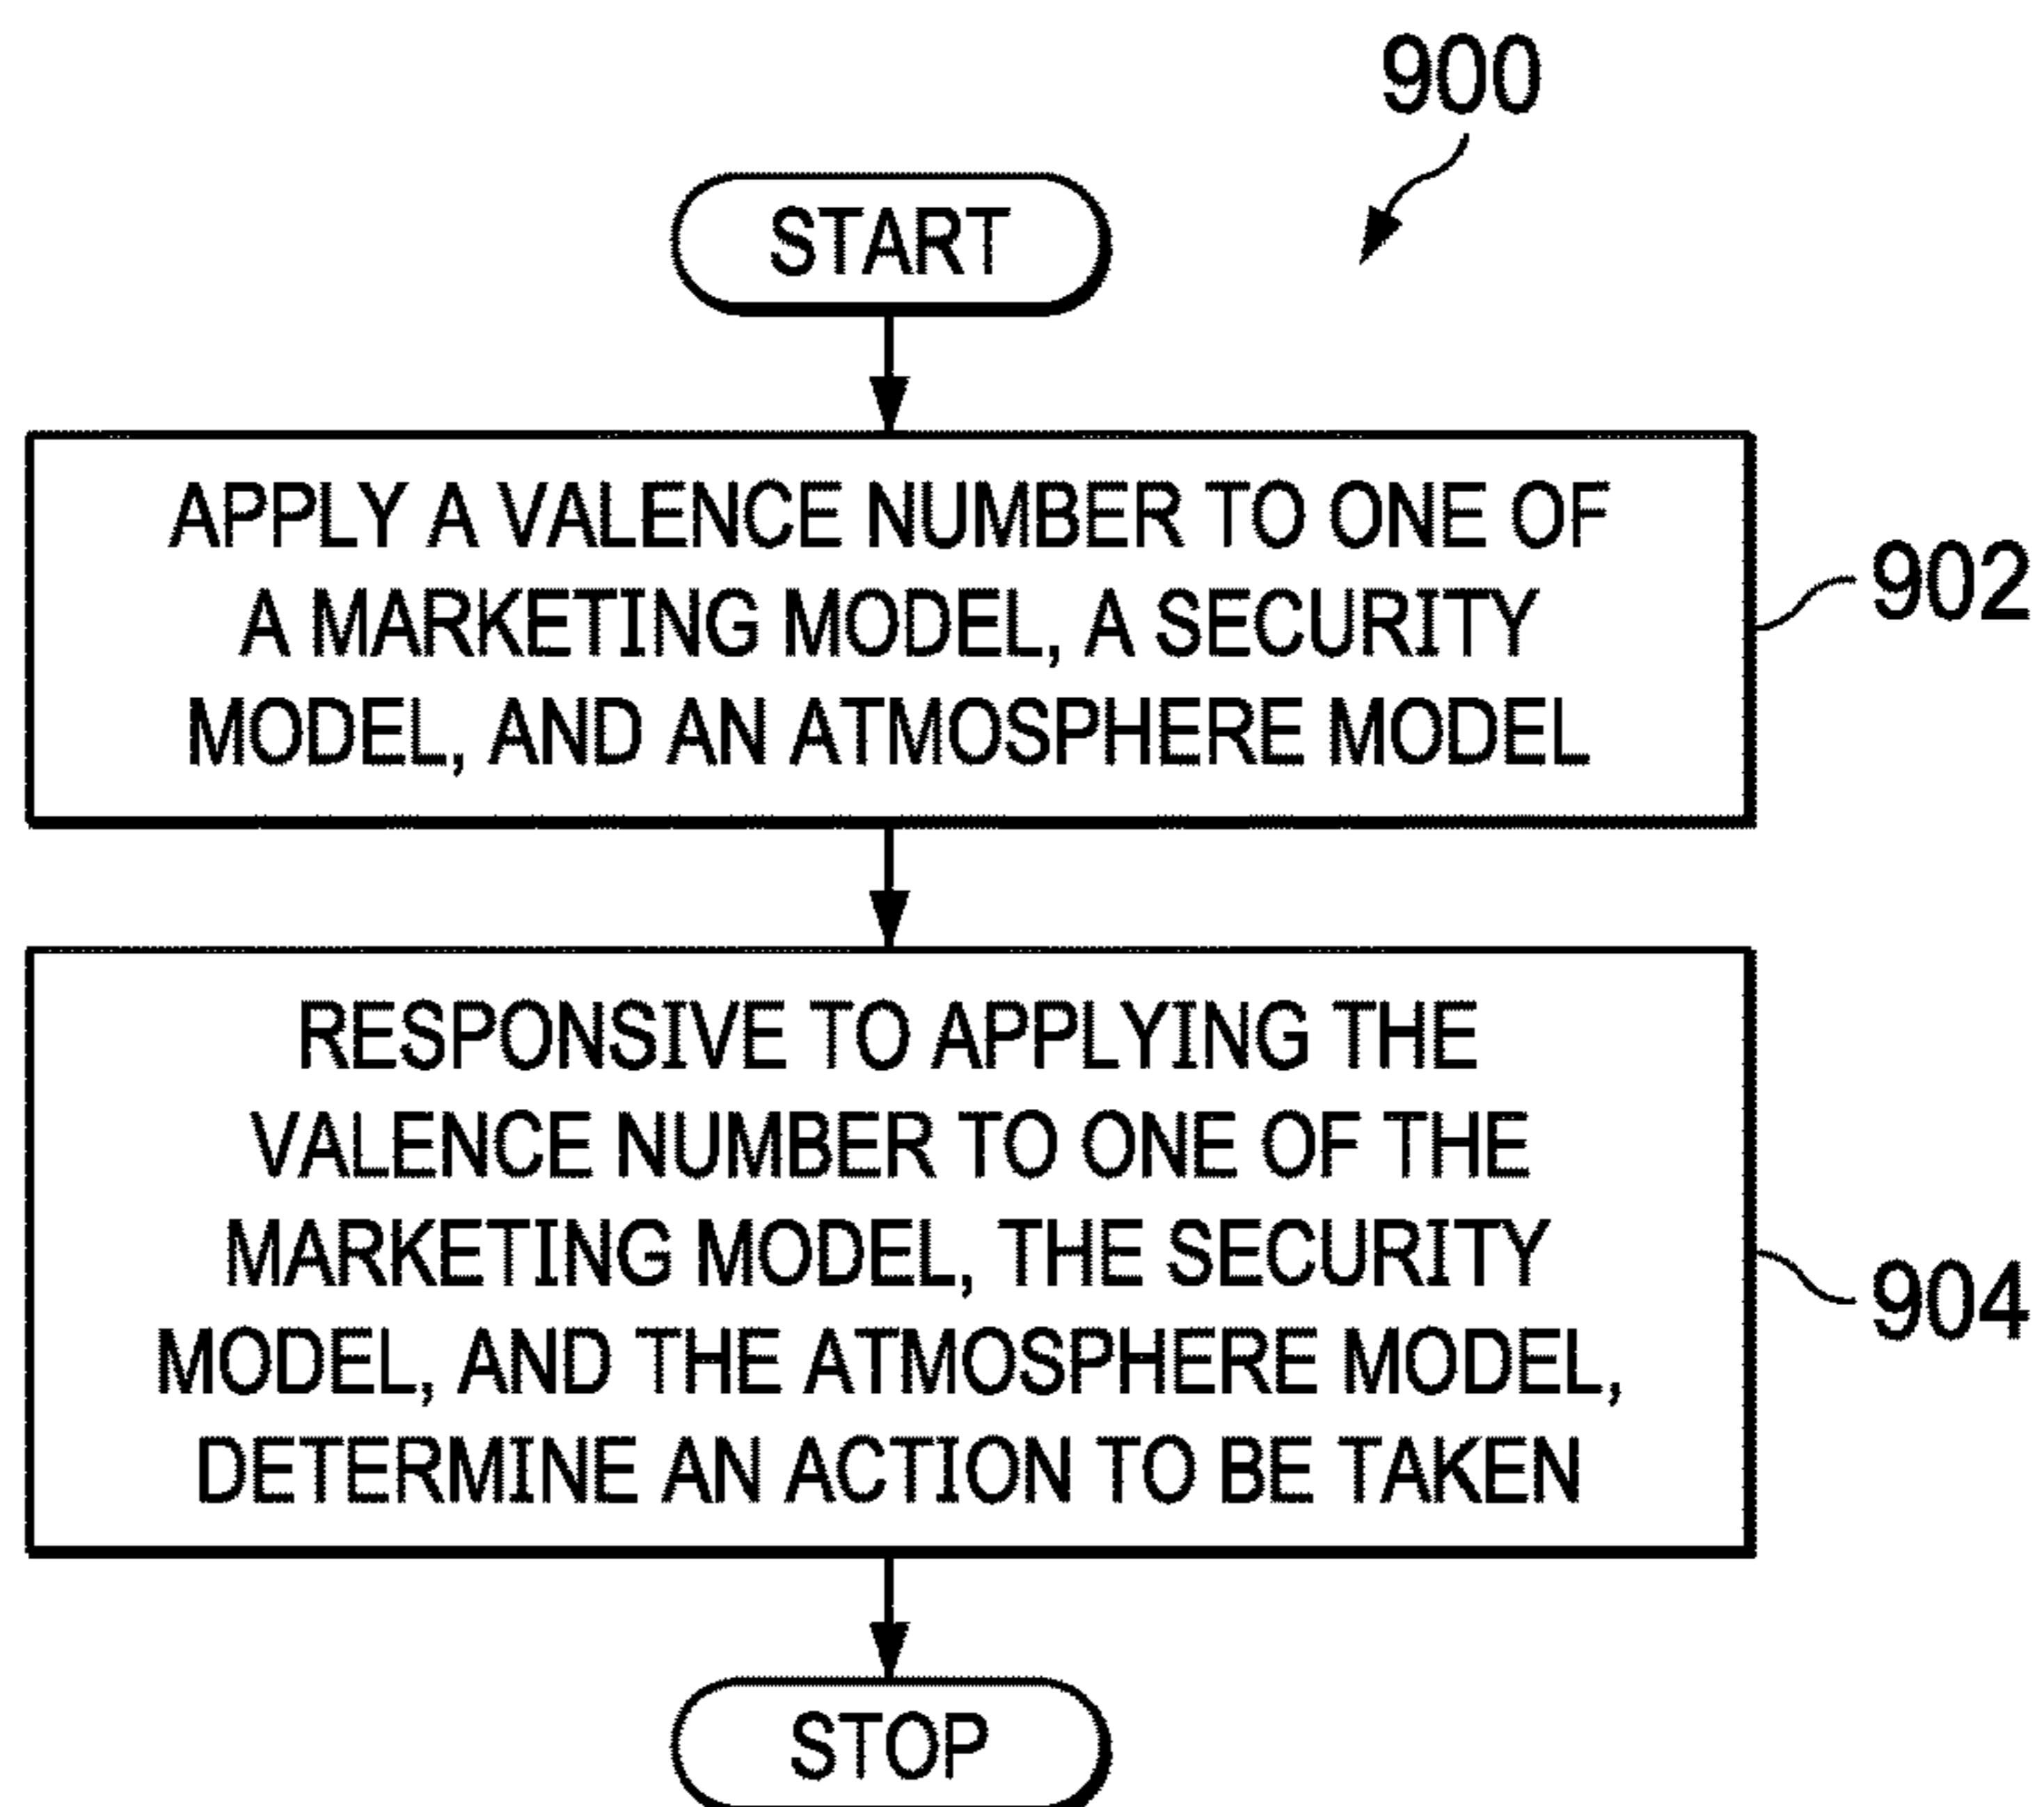 900
START
APPLY A VALENCE NUMBER TO ONE OF
A MARKETING MODEL, A SECURITY
MODEL, AND AN ATMOSPHERE MODEL
902
RESPONSIVE TO APPLYING THE
VALENCE NUMBER TO ONE OF THE
MARKETING MODEL, THE SECURITY
MODEL, AND THE ATMOSPHERE MODEL,
DETERMINE AN ACTION TO BE TAKEN
904
STOP